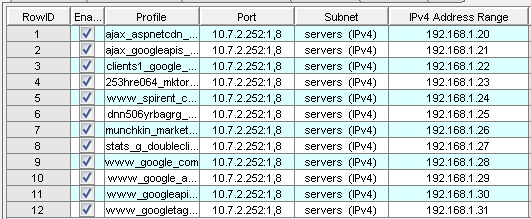 RowID Ena... Profile Port Subnet IPv4 Address Range
1 ajax_aspnetcdn_... 10.7.2.252:1,8 servers (IPv4) 192.168.1.20
2 ajax_googleapis_... 10.7.2.252:1,8 servers (IPv4) 192.168.1.21
3 clients1_google_... 10.7.2.252:1,8 servers (IPv4) 192.168.1.22
4 253hre064_mktor... 10.7.2.252:1,8 servers (IPv4) 192.168.1.23
5 www_spirent_c... 10.7.2.252:1,8 servers (IPv4) 192.168.1.24
6 dnn506yrbagrg_... 10.7.2.252:1,8 servers (IPv4) 192.168.1.25
7 munchkin_market... 10.7.2.252:1,8 servers (IPv4) 192.168.1.26
8 stats_g_doublecli... 10.7.2.252:1,8 servers (IPv4) 192.168.1.27
9 www_google_com 10.7.2.252:1,8 servers (IPv4) 192.168.1.28
10 www_google_a... 10.7.2.252:1,8 servers (IPv4) 192.168.1.29
11 www_googleapi... 10.7.2.252:1,8 servers (IPv4) 192.168.1.30
12 www_googletag... 10.7.2.252:1,8 servers (IPv4) 192.168.1.31